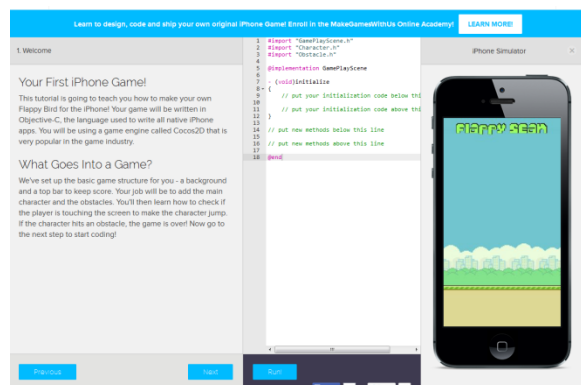 Learn to design, code and ship your own original iPhone Game! Enroll in the MakeGamesWithUs Online Academy!
LEARN MORE!
1. Welcome
Your First iPhone Game!
This tutorial is going to teach you how to make your own
Flappy Bird for the iPhone! Your game will be written in
Objective-C, the language used to write all native iPhone
apps. You will be using a game engine called Cocos2D that is
very popular in the game industry.
What Goes Into a Game?
We've set up the basic game structure for you - a background
and a top bar to keep score. Your job will be to add the main
character and the obstacles. You'll then learn how to check if
the player is touching the screen to make the character jump.
If the character hits an obstacle, the game is over! Now go to
the next step to start coding!
Previous
Next
1 #import "GamePlayScene.h"
2 #import "Character.h"
3 #import "Obstacle.h"
4
5 @implementation GamePlayScene
6
7 - (void)initialize
8 {
9 // put your initialization code below thi
10
11 // put your initialization code above thi
12 }
13
14 // put new methods below this line
15
16 // put new methods above this line
17
18 @end
Run!
iPhone Simulator
×